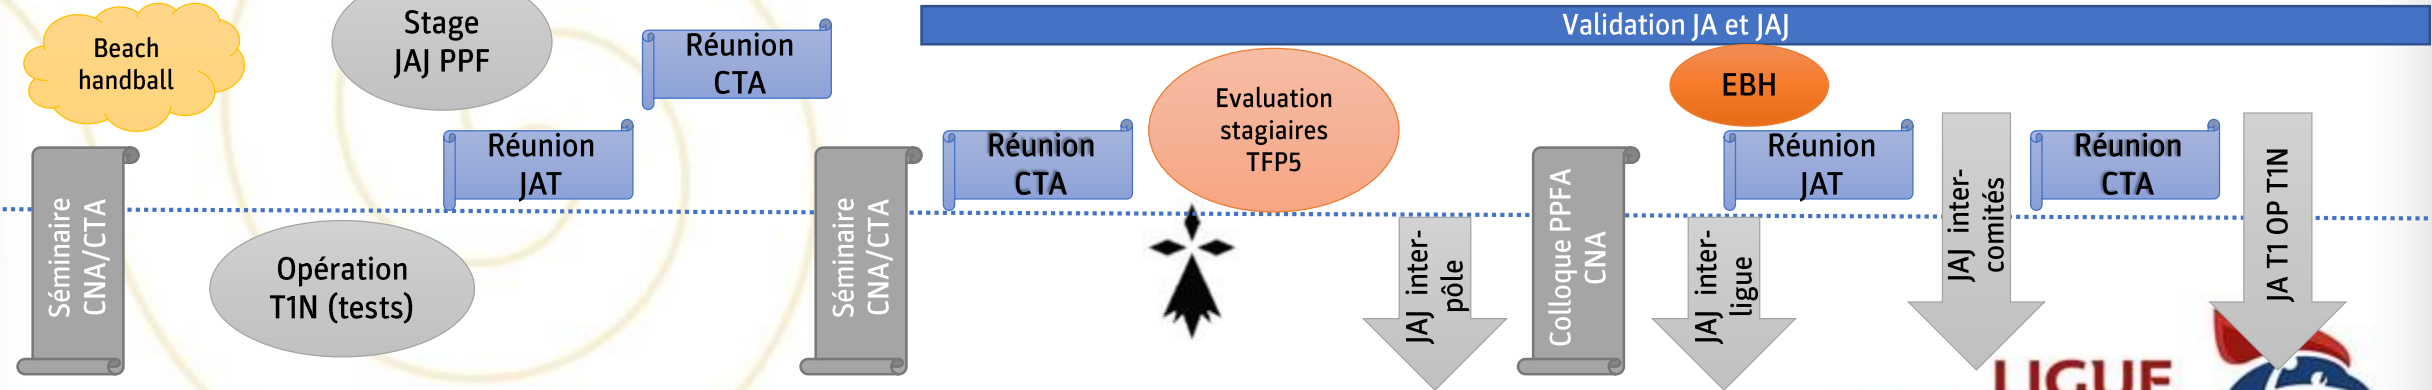 Validation JA et JAJ
Beach
handball
Stage
JAJ PPF
Réunion
CTA
Evaluation
stagiaires
TFP5
EBH
Réunion
JAT
Réunion
CTA
Réunion
JAT
Réunion
CTA
Séminaire
CNA/CTA
Opération
T1N (tests)
Séminaire
CNA/CTA
JAJ inter-
pôle
Colloque PPFA
CNA
JAJ inter-
ligue
JAJ inter-
comités
JA T1 OP T1N
LIGUE